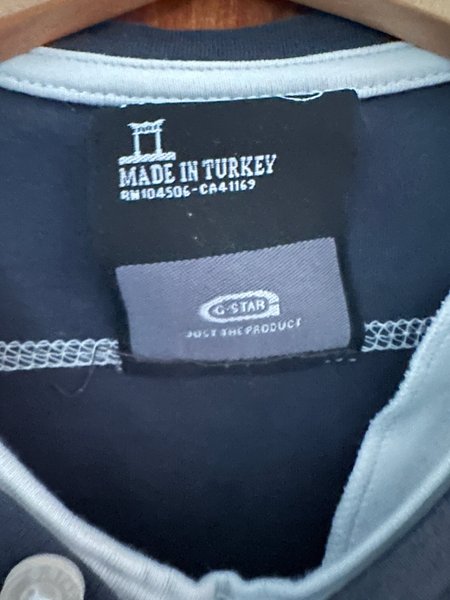 MADE IN TURKEY
RN104506-CA41169
G-STAR
JUST THE PRODUCT